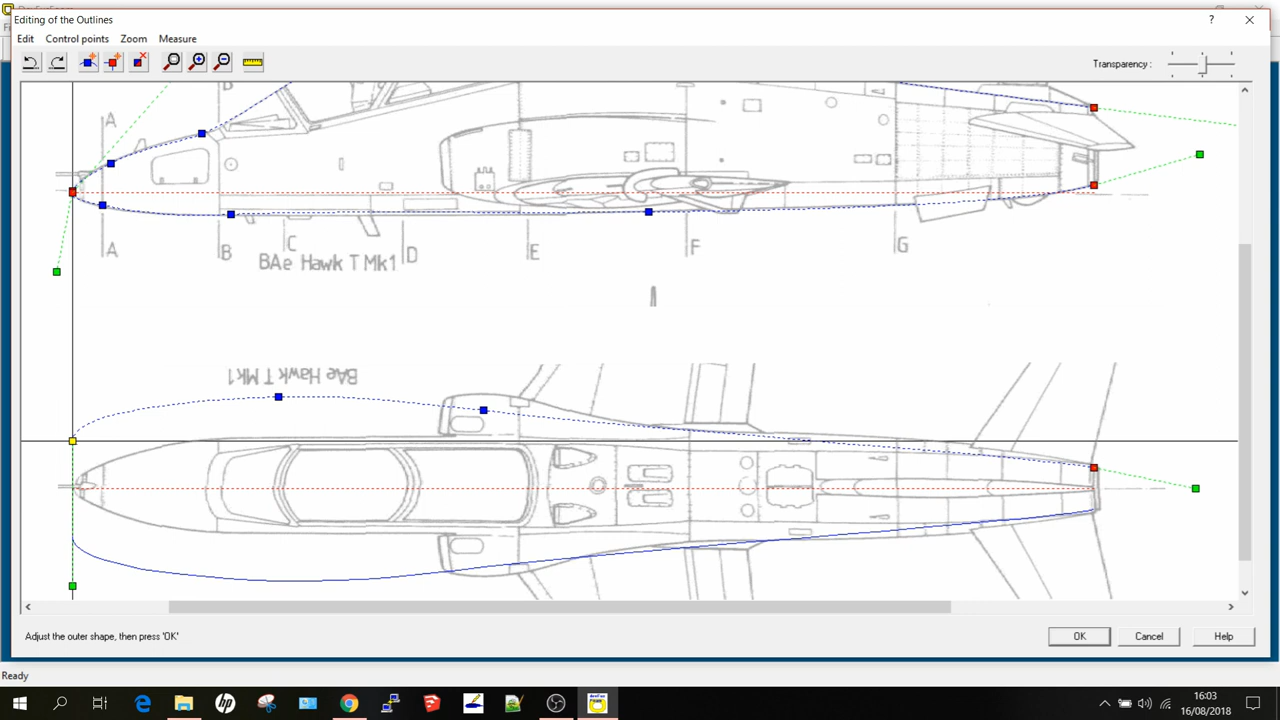 Editing of the Outlines
?
Edit Control points Zoom Measure
Transparency :
A
A B C D E F G
BAe Hawk T Mk1
BAe Hawk T Mk1
Adjust the outer shape, then press 'OK'
OK Cancel Help
Ready
16:03
16/08/2018